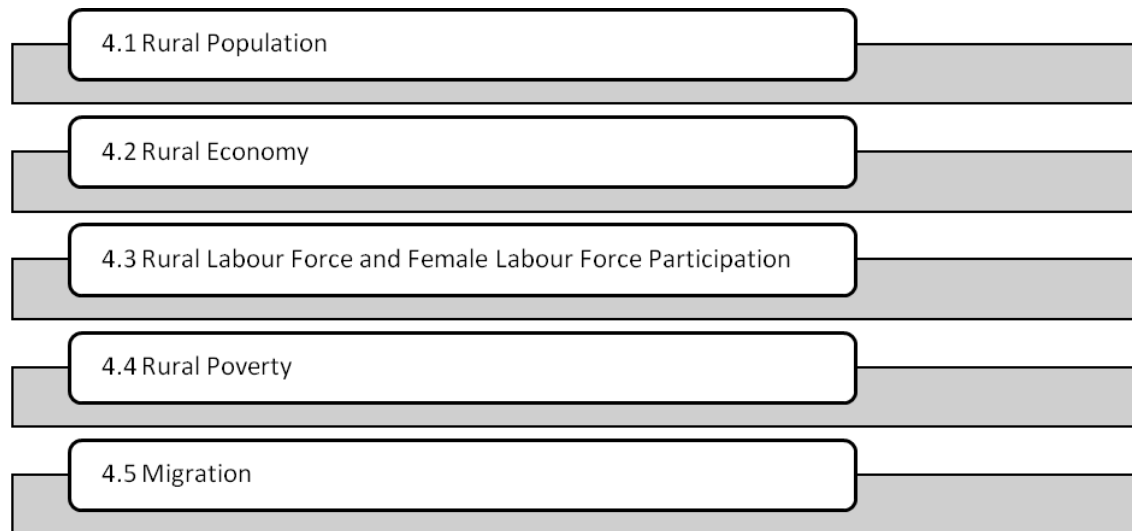 4.1 Rural Population
4.2 Rural Economy
4.3 Rural Labour Force and Female Labour Force Participation
4.4 Rural Poverty
4.5 Migration